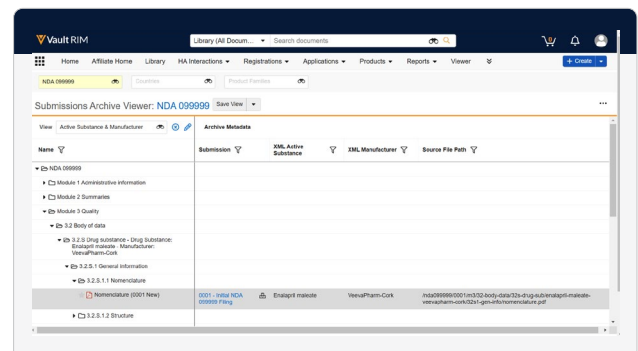 Vault RIM
Library (All Docum...
Search documents
Home
Affiliate Home
Library
HA Interactions
Registrations
Applications
Products
Reports
Viewer
+ Create
NDA 099999
Countries
Product Families
Submissions Archive Viewer: NDA 099999
Save View
...
View
Active Substance & Manufacturer
Archive Metadata
Name
Submission
XML Active
Substance
XML Manufacturer
Source File Path
NDA 099999
Module 1 Administrative information
Module 2 Summaries
Module 3 Quality
3.2 Body of data
3.2.S Drug substance - Drug Substance:
Enalapril maleate - Manufacturer:
VeevaPharm-Cork
3.2.S.1 General Information
3.2.S.1.1 Nomenclature
Nomenclature (0001 New)
0001 - Initial NDA
099999 Filing
Enalapril maleate
VeevaPharm-Cork
/nda099999/0001/m3/32-body-data/32s-drug-sub/enalapril-maleate-
veevapharm-cork/32s1-gen-info/nomenclature.pdf
3.2.S.1.2 Structure